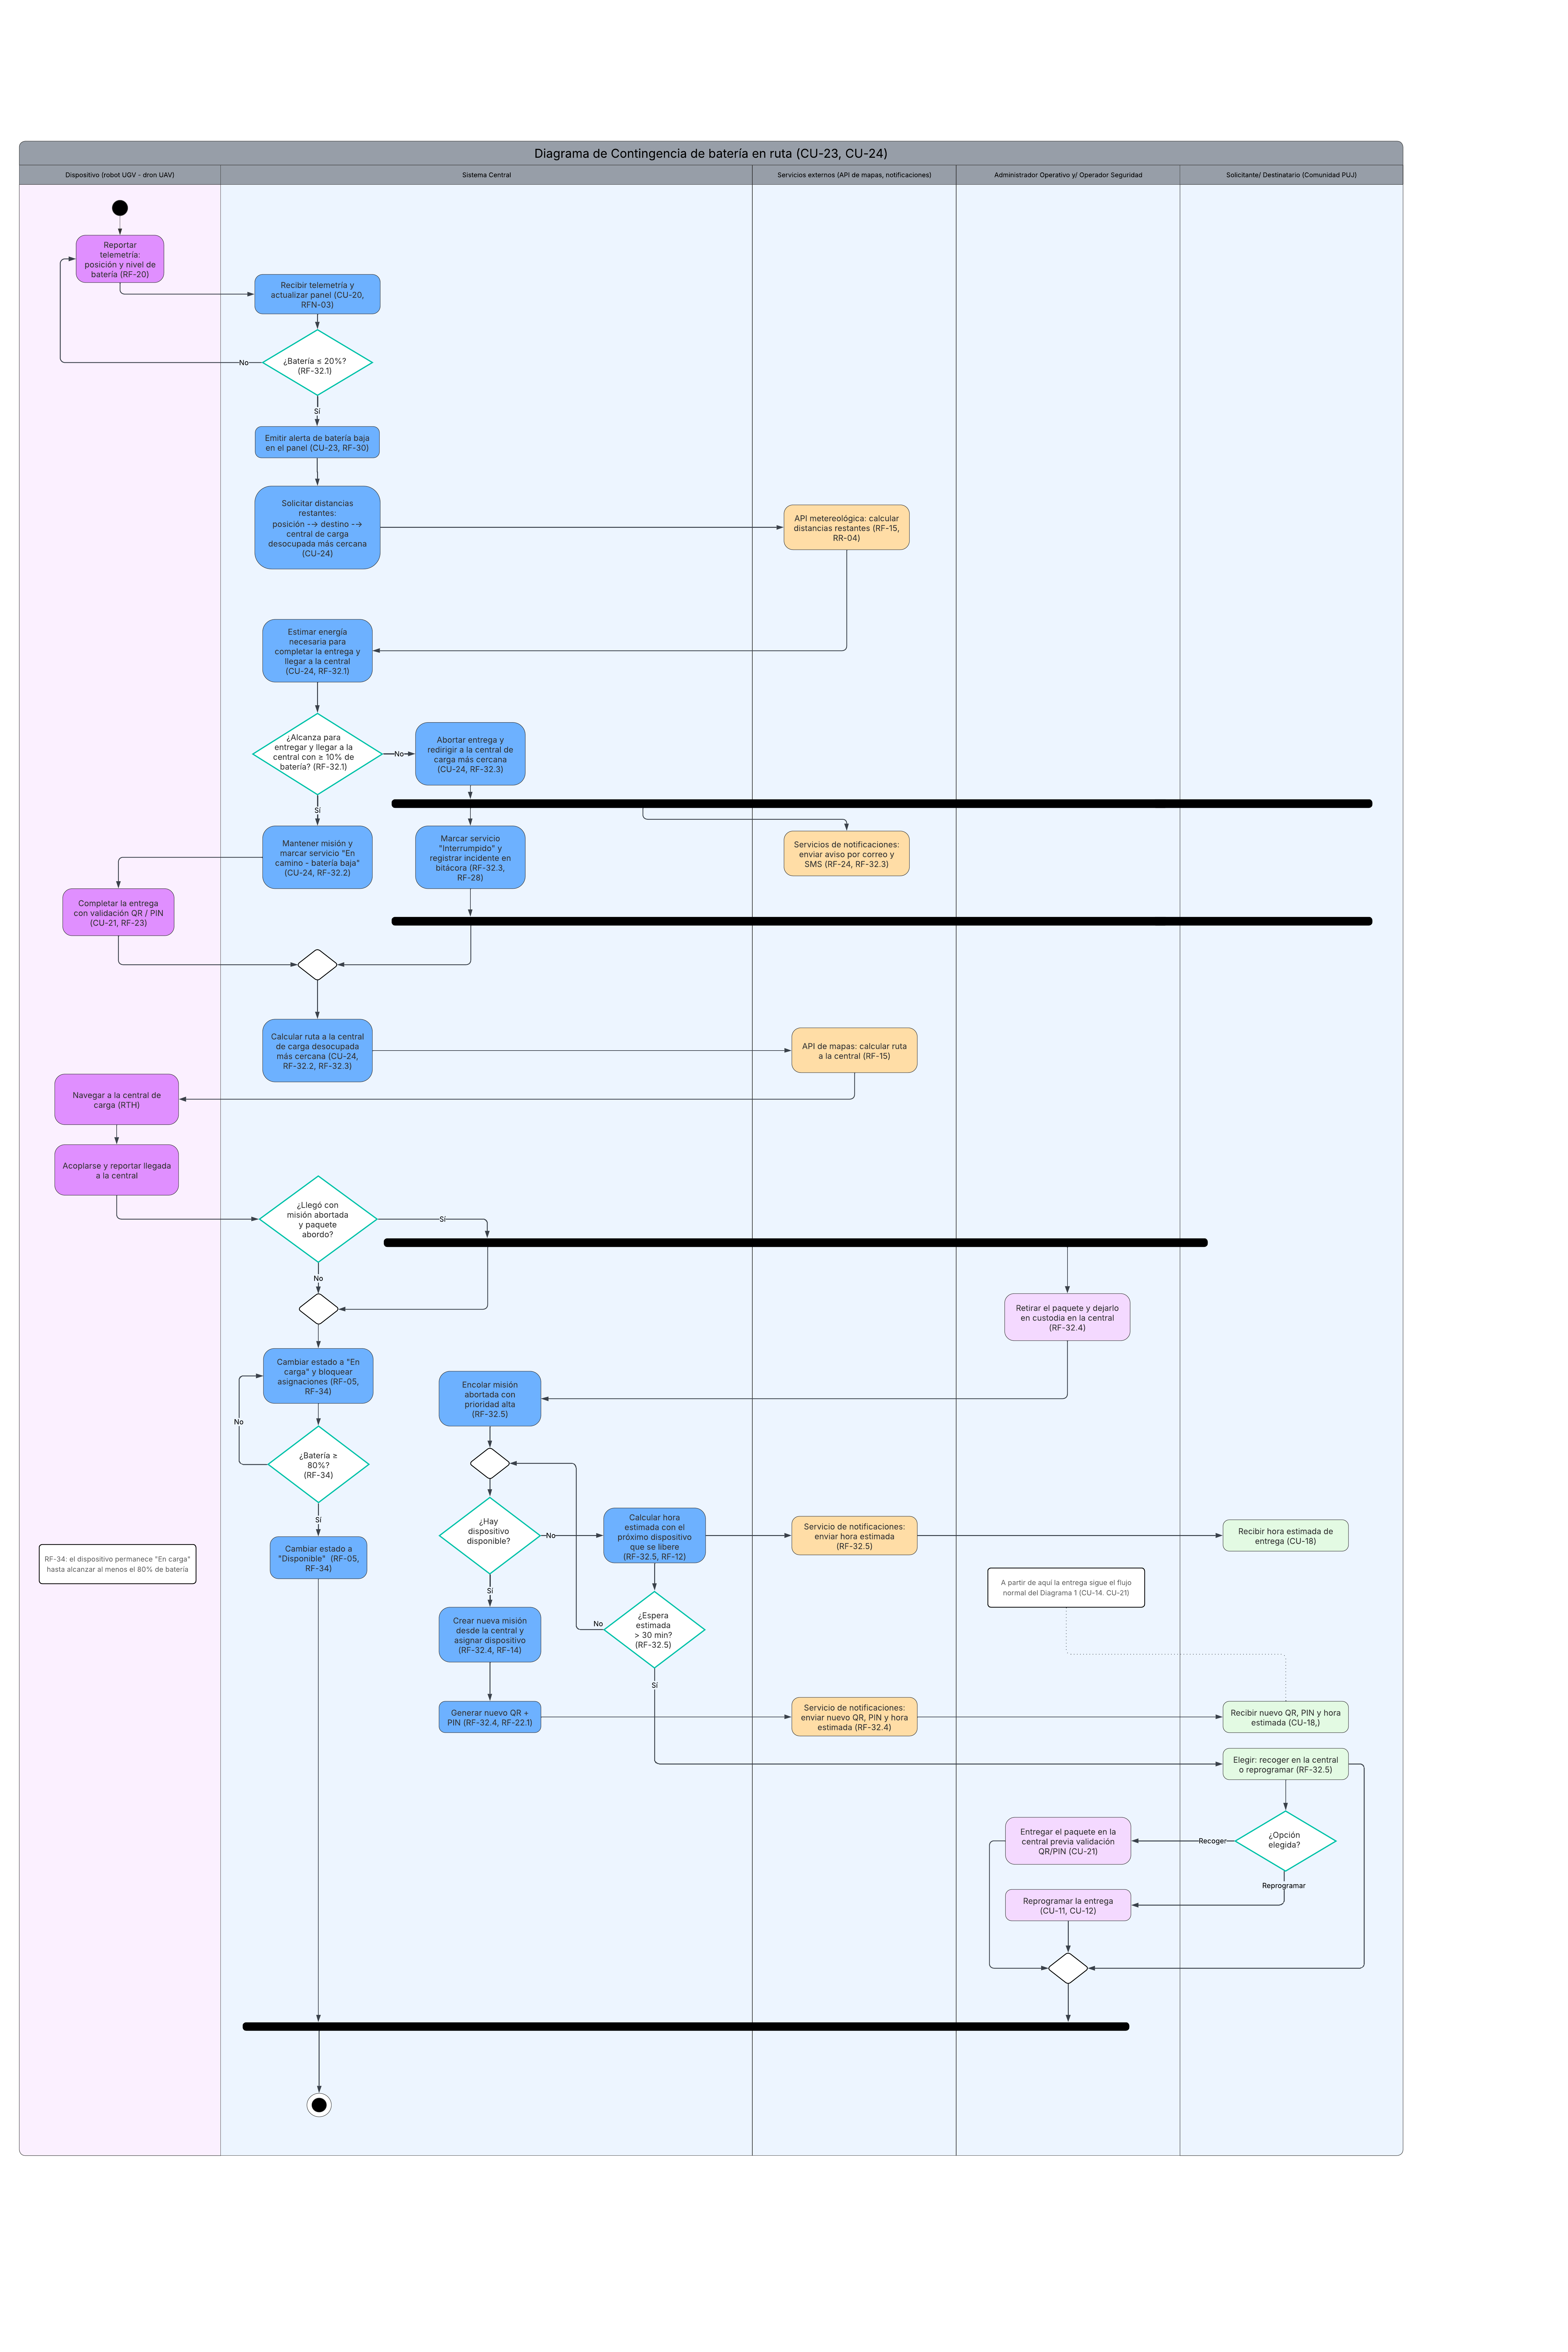 Diagrama de Contingencia de batería en ruta (CU-23, CU-24)
Dispositivo (robot UGV - dron UAV)
Sistema Central
Servicios externos (API de mapas, notificaciones)
Administrador Operativo y/ Operador Seguridad
Solicitante/ Destinatario (Comunidad PUJ)
Reportar
telemetría:
posición y nivel de
batería (RF-20)
Recibir telemetría y
actualizar panel (CU-20,
RFN-03)
¿Batería ≤ 20%?
(RF-32.1)
No
Sí
Emitir alerta de batería baja
en el panel (CU-23, RF-30)
Solicitar distancias
restantes:
posición --> destino -->
central de carga
desocupada más cercana
(CU-24)
API metereológica: calcular
distancias restantes (RF-15,
RR-04)
Estimar energía
necesaria para
completar la entrega y
llegar a la central
(CU-24, RF-32.1)
¿Alcanza para
entregar y llegar a la
central con ≥ 10% de
batería? (RF-32.1)
No
Abortar entrega y
redirigir a la central de
carga más cercana
(CU-24, RF-32.3)
Sí
Mantener misión y
marcar servicio "En
camino - batería baja"
(CU-24, RF-32.2)
Marcar servicio
"Interrumpido" y
registrar incidente en
bitácora (RF-32.3,
RF-28)
Servicios de notificaciones:
enviar aviso por correo y
SMS (RF-24, RF-32.3)
Completar la entrega
con validación QR / PIN
(CU-21, RF-23)
Calcular ruta a la central
de carga desocupada
más cercana (CU-24,
RF-32.2, RF-32.3)
API de mapas: calcular ruta
a la central (RF-15)
Navegar a la central de
carga (RTH)
Acoplarse y reportar llegada
a la central
¿Llegó con
misión abortada
y paquete
abordo?
Sí
No
Retirar el paquete y dejarlo
en custodia en la central
(RF-32.4)
Cambiar estado a "En
carga" y bloquear
asignaciones (RF-05,
RF-34)
Encolar misión
abortada con
prioridad alta
(RF-32.5)
No
¿Batería ≥
80%?
(RF-34)
Sí
¿Hay
dispositivo
disponible?
No
Calcular hora
estimada con el
próximo dispositivo
que se libere
(RF-32.5, RF-12)
Servicio de notificaciones:
enviar hora estimada
(RF-32.5)
Recibir hora estimada de
entrega (CU-18)
Cambiar estado a
"Disponible" (RF-05,
RF-34)
RF-34: el dispositivo permanece "En carga"
hasta alcanzar al menos el 80% de batería
A partir de aquí la entrega sigue el flujo
normal del Diagrama 1 (CU-14. CU-21)
Sí
Crear nueva misión
desde la central y
asignar dispositivo
(RF-32.4, RF-14)
No
¿Espera
estimada
> 30 min?
(RF-32.5)
Sí
Generar nuevo QR +
PIN (RF-32.4, RF-22.1)
Servicio de notificaciones:
enviar nuevo QR, PIN y hora
estimada (RF-32.4)
Recibir nuevo QR, PIN y hora
estimada (CU-18,)
Elegir: recoger en la central
o reprogramar (RF-32.5)
Entregar el paquete en la
central previa validación
QR/PIN (CU-21)
Recoger
¿Opción
elegida?
Reprogramar
Reprogramar la entrega
(CU-11, CU-12)